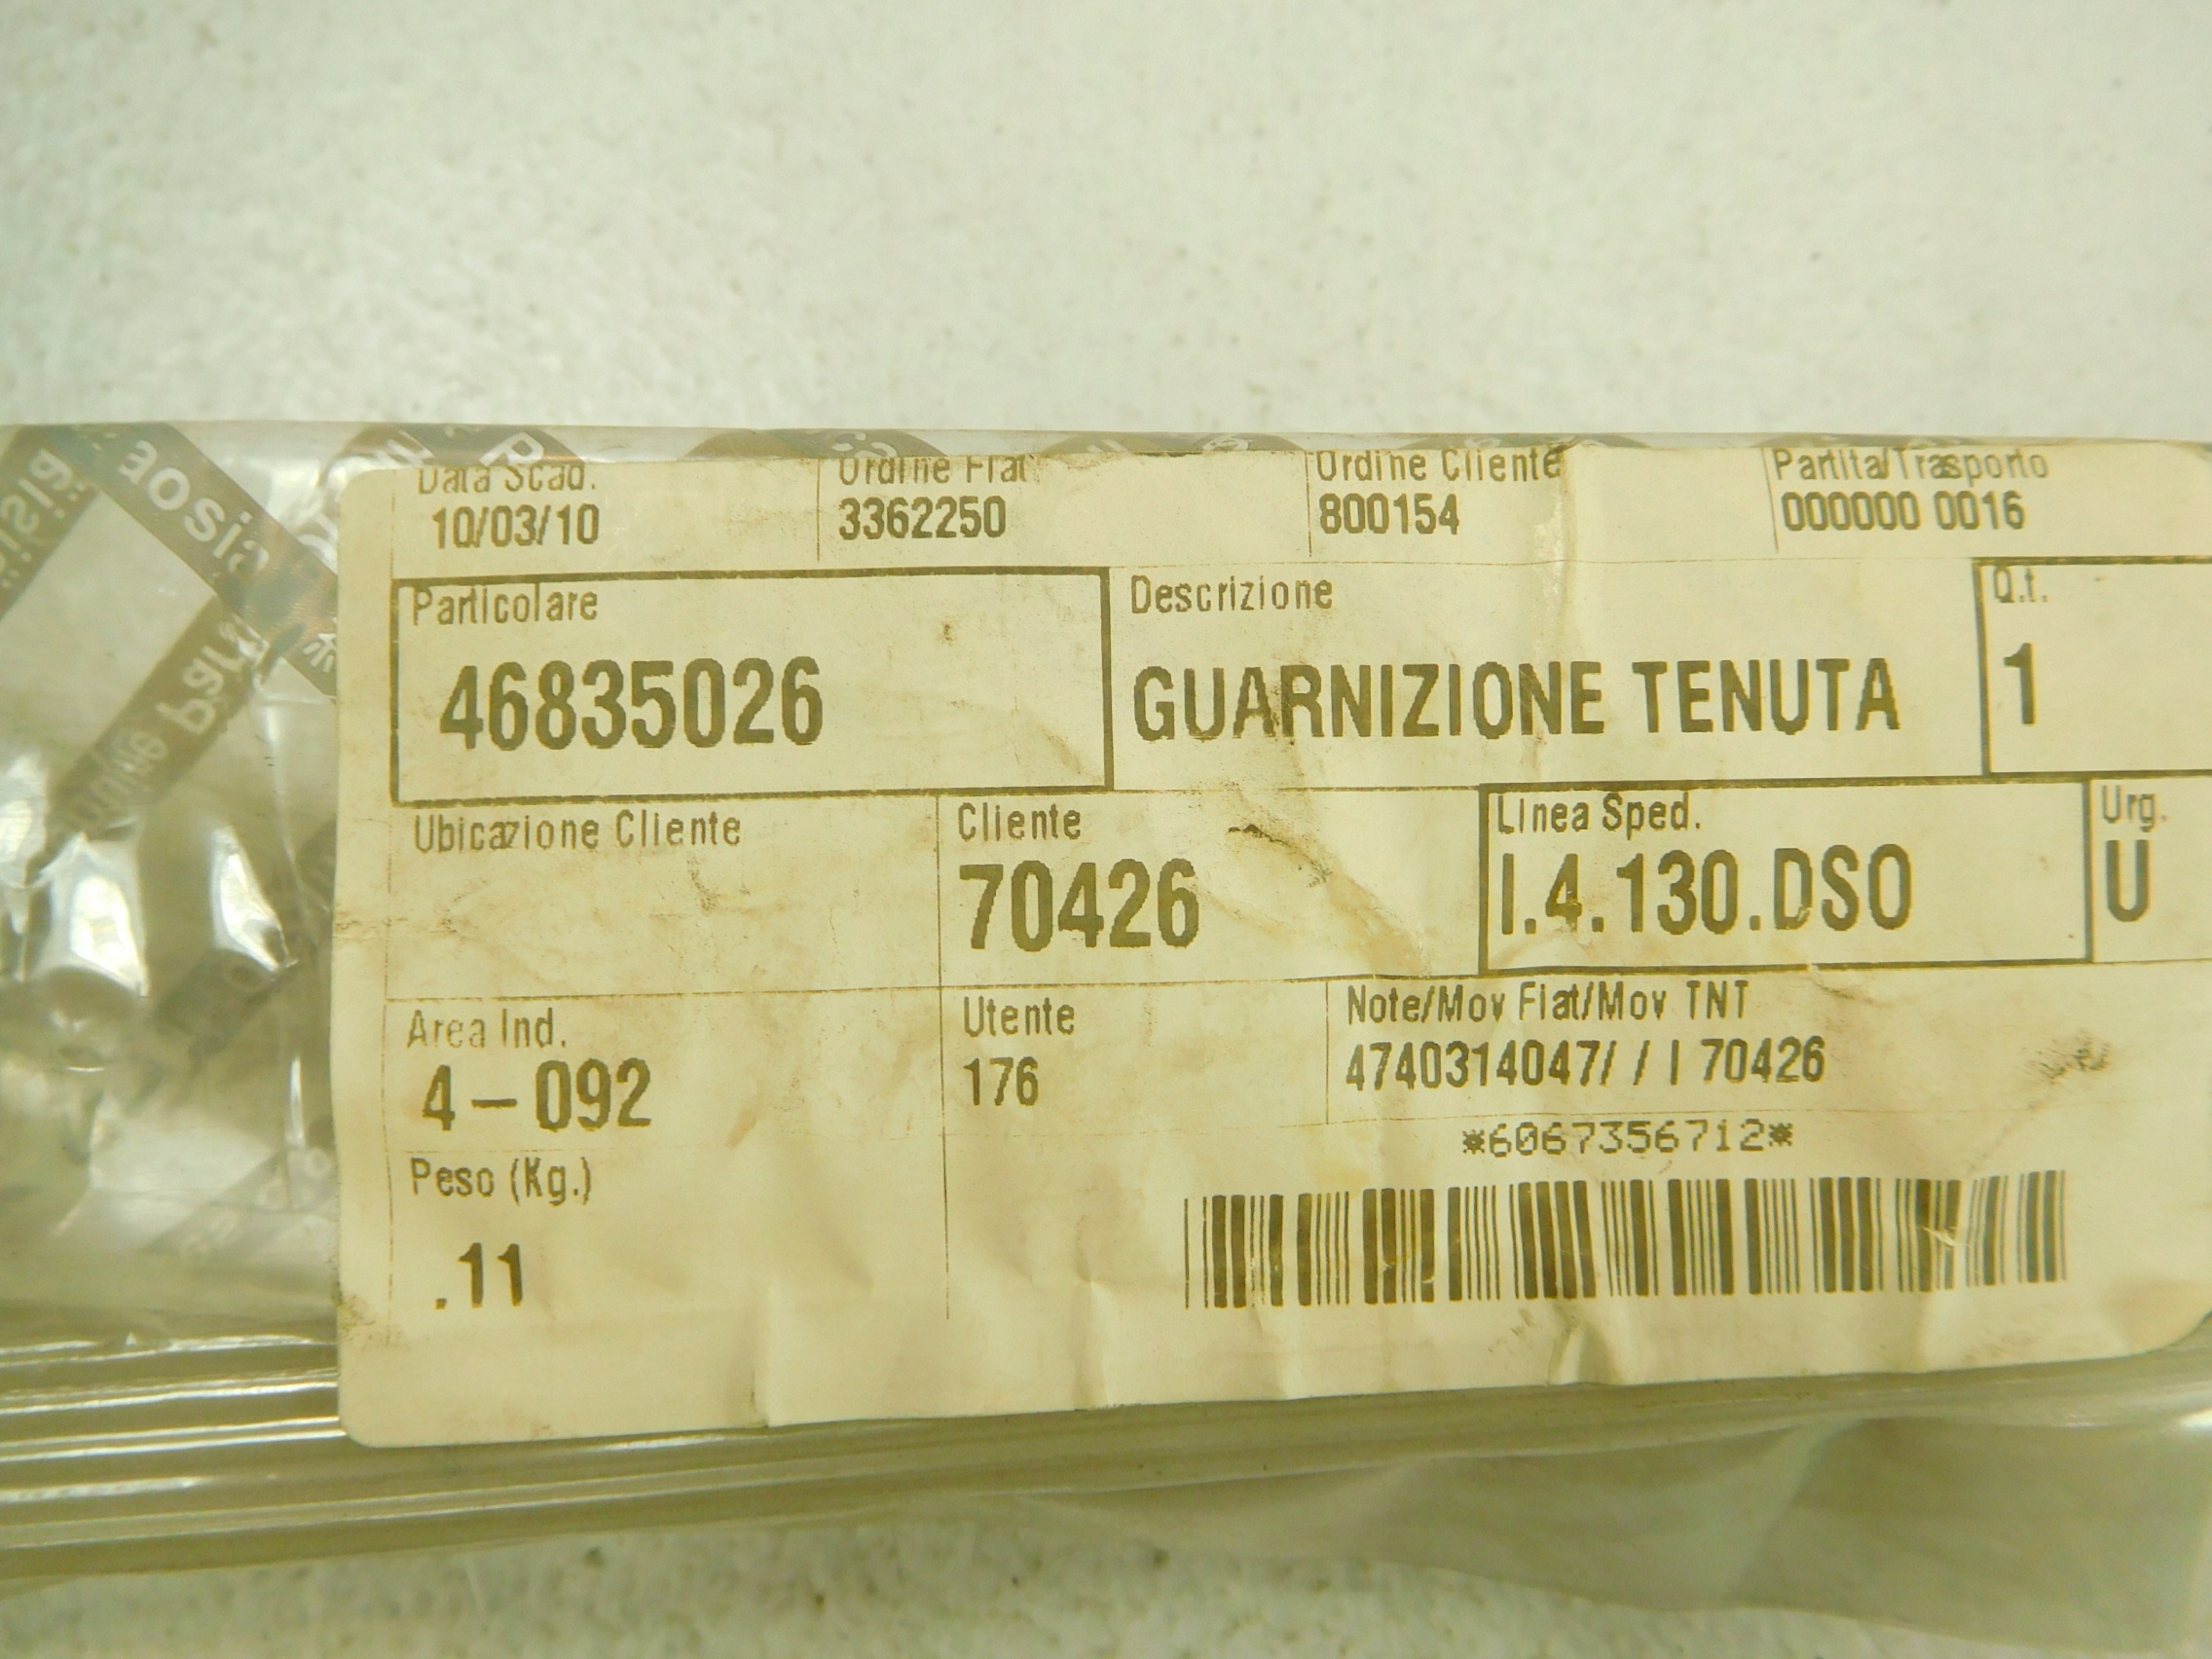 Data Scad. Ordine Fiat Ordine Cliente Partita/Trasporto
10/03/10 3362250 800154 000000 0016
Particolare Descrizione Q.t.
46835026 GUARNIZIONE TENUTA 1
Ubicazione Cliente Cliente Linea Sped. Urg.
70426 I.4.130.DSO U
Area Ind. Utente Note/Mov Fiat/Mov TNT
4-092 176 4740314047/ / I 70426
*6067356712*
Peso (Kg.)
.11